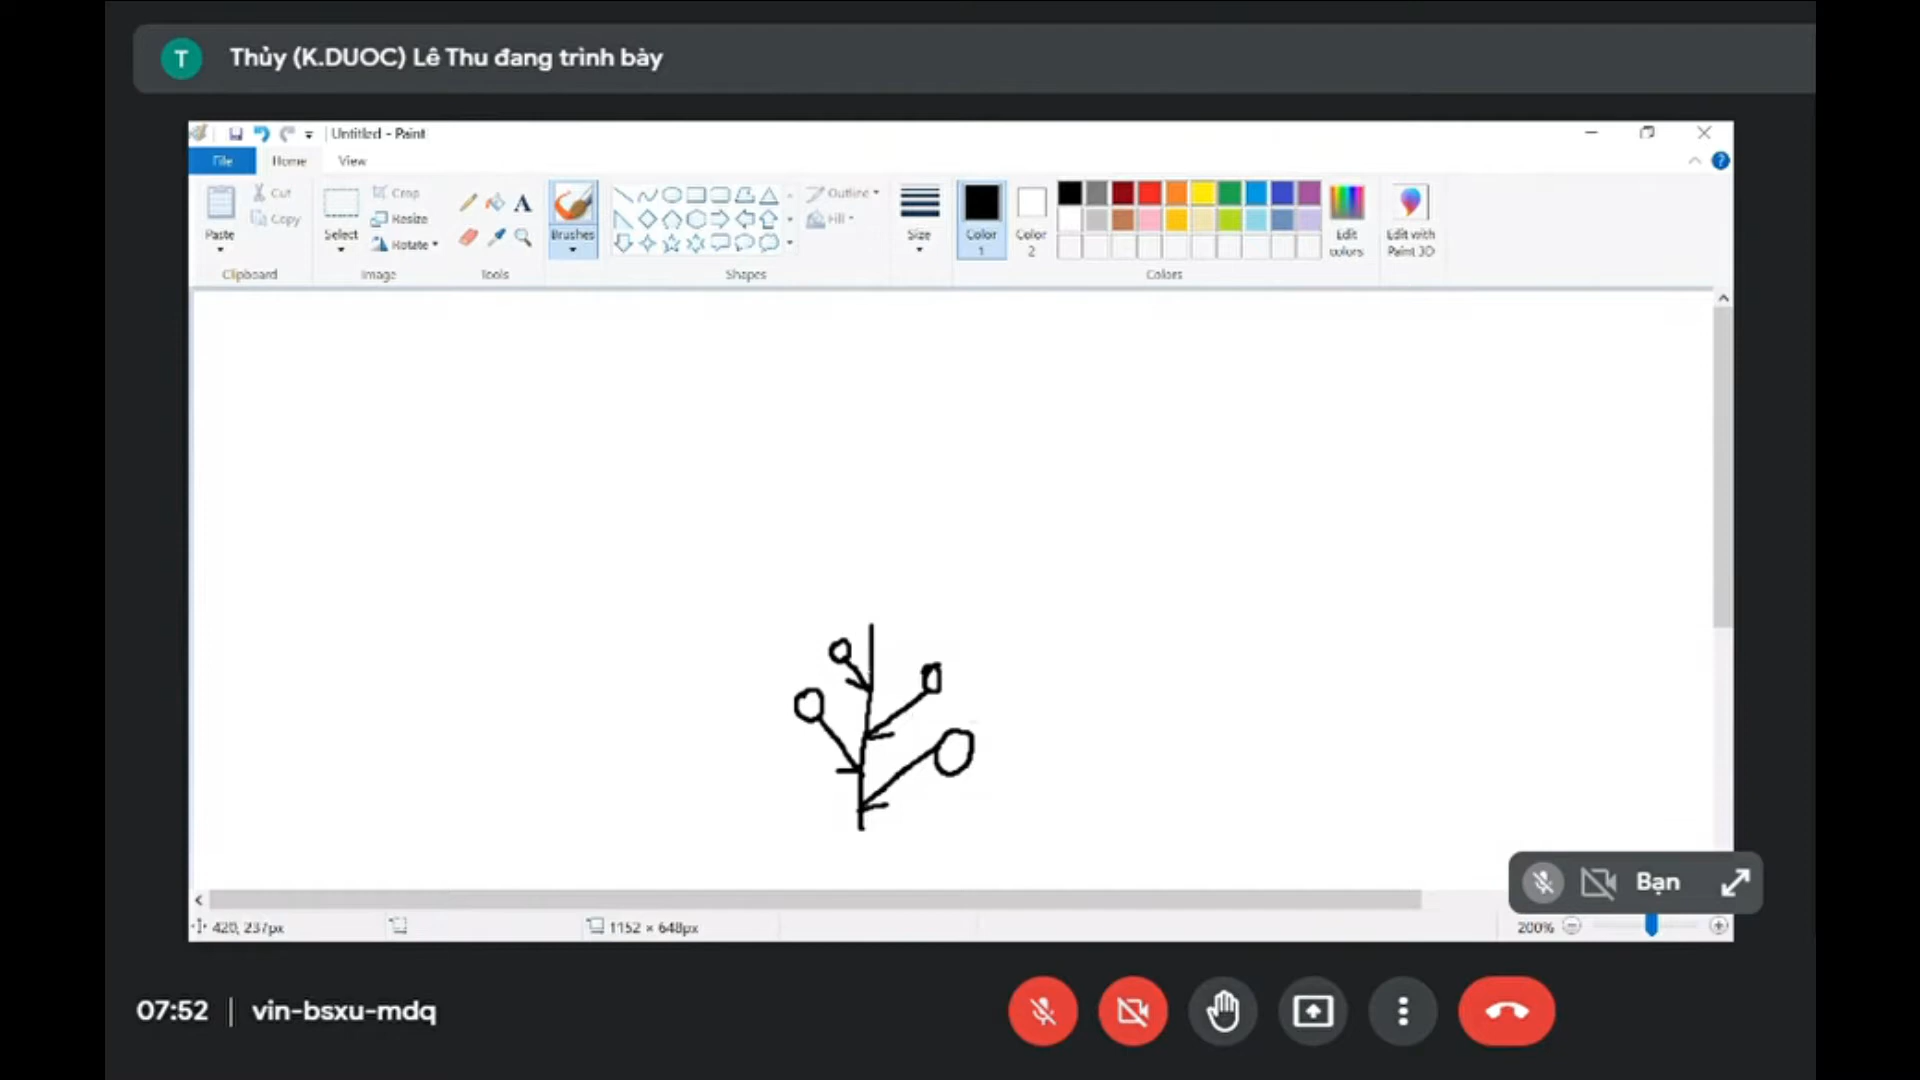 T Thủy (K.DUOC) Lê Thu đang trình bày
Untitled - Paint
File Home View
Paste
Cut
Copy
Clipboard
Select
Crop
Resize
Rotate
Image
A
Tools
Brushes
Shapes
Outline
Fill
Size
Color 1
Color 2
Edit colors
Colors
Edit with Paint 3D
Bạn
420, 237px
1152 × 648px
200%
07:52 | vin-bsxu-mdq